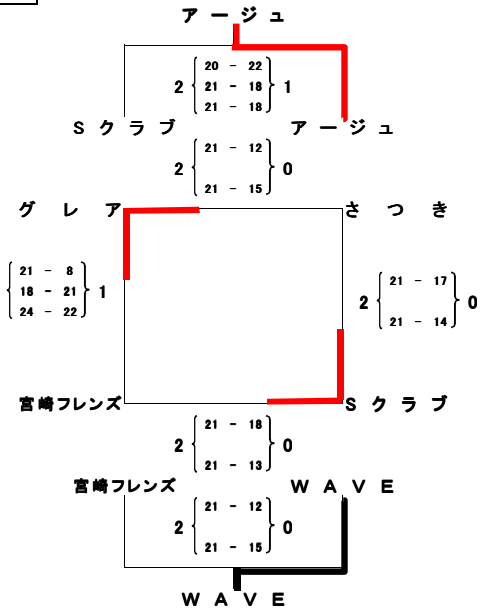 アージュ
20 - 22
2 21 - 18 1
21 - 18
Sクラブ アージュ
21 - 12
2 0
21 - 15
グレア さつき
21 - 8
18 - 21 1
24 - 22
21 - 17
2 0
21 - 14
宮崎フレンズ Sクラブ
21 - 18
2 0
21 - 13
宮崎フレンズ WAVE
21 - 12
2 0
21 - 15
WAVE